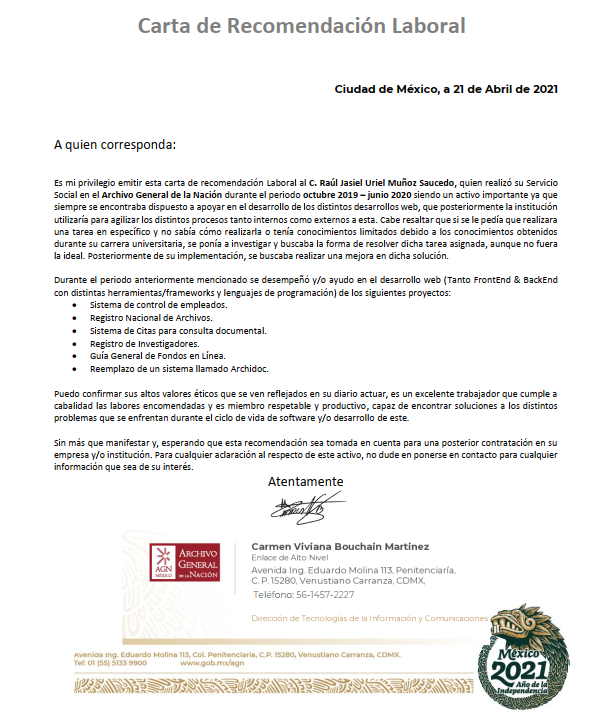 Carta de Recomendación Laboral
Ciudad de México, a 21 de Abril de 2021
A quien corresponda:
Es mi privilegio emitir esta carta de recomendación Laboral al C. Raúl Jasiel Uriel Muñoz Saucedo, quien realizó su Servicio
Social en el Archivo General de la Nación durante el periodo octubre 2019 – junio 2020 siendo un activo importante ya que
siempre se encontraba dispuesto a apoyar en el desarrollo de los distintos desarrollos web, que posteriormente la institución
utilizaría para agilizar los distintos procesos tanto internos como externos a esta. Cabe resaltar que si se le pedía que realizara
una tarea en específico y no sabía cómo realizarla o tenía conocimientos limitados debido a los conocimientos obtenidos
durante su carrera universitaria, se ponía a investigar y buscaba la forma de resolver dicha tarea asignada, aunque no fuera
la ideal. Posteriormente de su implementación, se buscaba realizar una mejora en dicha solución.
Durante el periodo anteriormente mencionado se desempeñó y/o ayudo en el desarrollo web (Tanto FrontEnd & BackEnd
con distintas herramientas/frameworks y lenguajes de programación) de los siguientes proyectos:
• Sistema de control de empleados.
• Registro Nacional de Archivos.
• Sistema de Citas para consulta documental.
• Registro de Investigadores.
• Guía General de Fondos en Línea.
• Reemplazo de un sistema llamado Archidoc.
Puedo confirmar sus altos valores éticos que se ven reflejados en su diario actuar, es un excelente trabajador que cumple a
cabalidad las labores encomendadas y es miembro respetable y productivo, capaz de encontrar soluciones a los distintos
problemas que se enfrentan durante el ciclo de vida de software y/o desarrollo de este.
Sin más que manifestar y, esperando que esta recomendación sea tomada en cuenta para una posterior contratación en su
empresa y/o institución. Para cualquier aclaración al respecto de este activo, no dude en ponerse en contacto para cualquier
información que sea de su interés.
Atentamente
AGN
MÉXICO
ARCHIVO
GENERAL
DE LA NACIÓN
Carmen Viviana Bouchain Martinez
Enlace de Alto Nivel
Avenida Ing. Eduardo Molina 113, Penitenciaría,
C. P. 15280, Venustiano Carranza, CDMX,
Teléfono: 56-1457-2227
Dirección de Tecnologías de la Información y Comunicaciones
Avenida Ing. Eduardo Molina 113, Col. Penitenciaría, C.P. 15280, Venustiano Carranza, CDMX.
Tel: 01 (55) 5133 9900 www.gob.mx/agn
México
2021
Año de la
Independencia